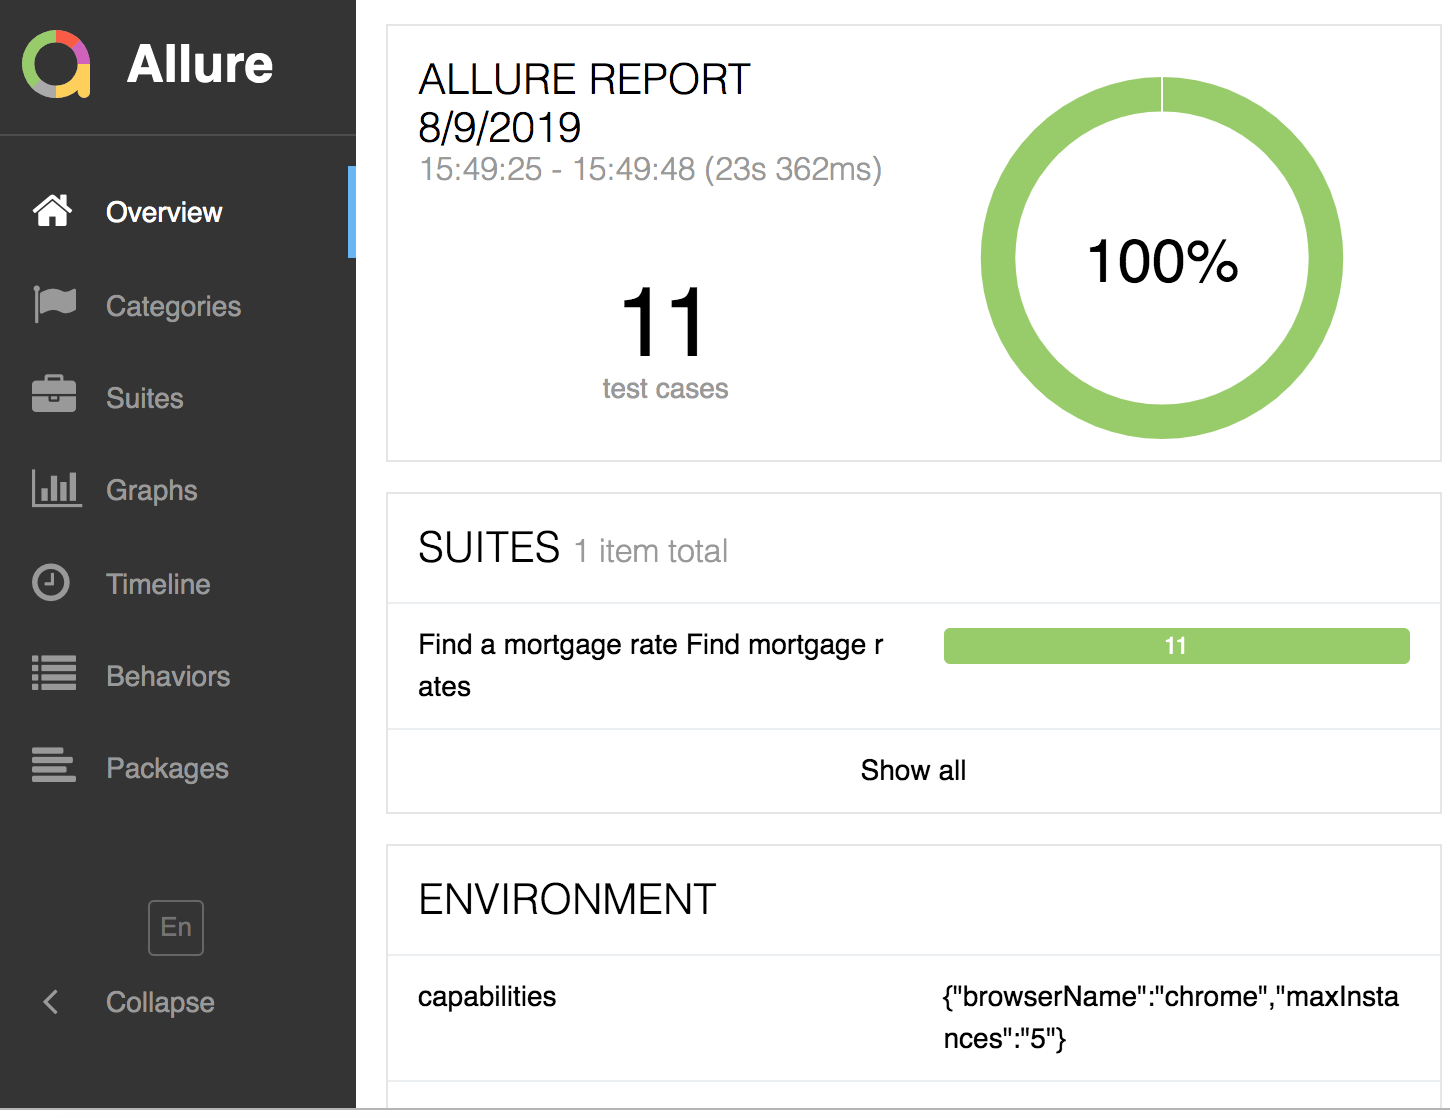 Allure
Overview
Categories
Suites
Graphs
Timeline
Behaviors
Packages
En
Collapse
ALLURE REPORT
8/9/2019
15:49:25 - 15:49:48 (23s 362ms)
11
test cases
100%
SUITES 1 item total
Find a mortgage rate Find mortgage r
ates
11
Show all
ENVIRONMENT
capabilities
{"browserName":"chrome","maxInsta
nces":"5"}